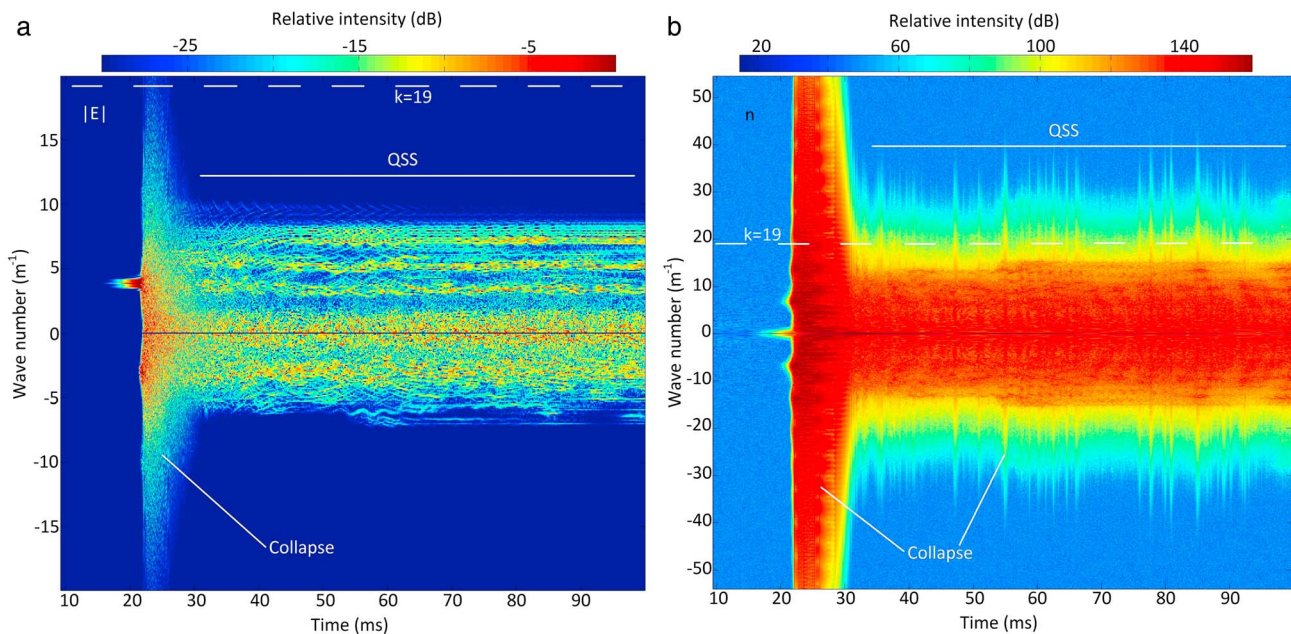 a
Relative intensity (dB)
-25 -15 -5
|E|
k=19
QSS
Collapse
15
10
5
0
-5
-10
-15
Wave number (m⁻¹)
10 20 30 40 50 60 70 80 90
Time (ms)
b
Relative intensity (dB)
20 60 100 140
n
QSS
k=19
Collapse
50
40
30
20
10
0
-10
-20
-30
-40
-50
Wave number (m⁻¹)
10 20 30 40 50 60 70 80 90
Time (ms)